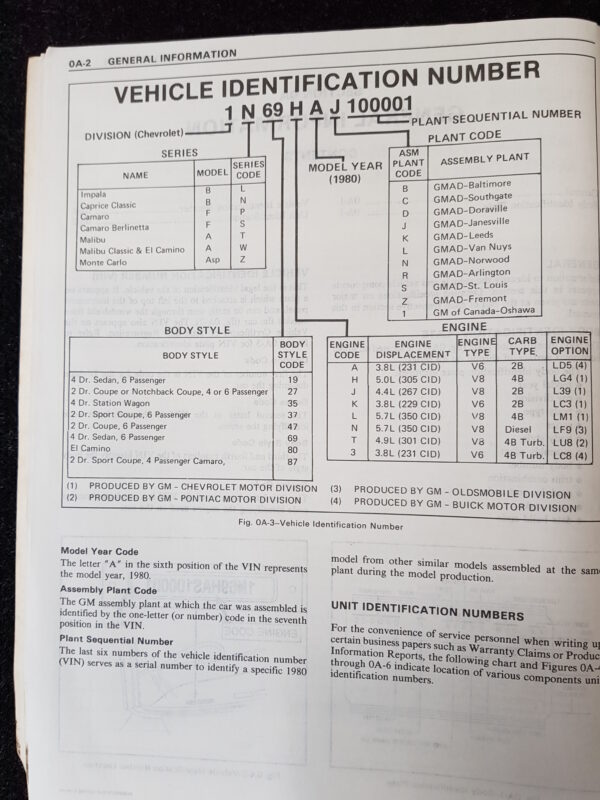 0A-2 GENERAL INFORMATION
VEHICLE IDENTIFICATION NUMBER
1 N 69 H A J 100001
DIVISION (Chevrolet)
PLANT SEQUENTIAL NUMBER
MODEL YEAR
(1980)
SERIES
NAME MODEL SERIES CODE
Impala B L
Caprice Classic B N
Camaro F P
Camaro Berlinetta F S
Malibu A T
Malibu Classic & El Camino A W
Monte Carlo Asp Z
PLANT CODE
ASM PLANT CODE ASSEMBLY PLANT
B GMAD-Baltimore
C GMAD-Southgate
D GMAD-Doraville
J GMAD-Janesville
K GMAD-Leeds
L GMAD-Van Nuys
N GMAD-Norwood
R GMAD-Arlington
S GMAD-St. Louis
Z GMAD-Fremont
1 GM of Canada-Oshawa
BODY STYLE
BODY STYLE BODY STYLE CODE
4 Dr. Sedan, 6 Passenger 19
2 Dr. Coupe or Notchback Coupe, 4 or 6 Passenger 27
4 Dr. Station Wagon 35
2 Dr. Sport Coupe, 6 Passenger 37
2 Dr. Coupe, 6 Passenger 47
4 Dr. Sedan, 6 Passenger 69
El Camino 80
2 Dr. Sport Coupe, 4 Passenger Camaro, 87
ENGINE
ENGINE CODE ENGINE DISPLACEMENT ENGINE TYPE CARB TYPE ENGINE OPTION
A 3.8L (231 CID) V6 2B LD5 (4)
H 5.0L (305 CID) V8 4B LG4 (1)
J 4.4L (267 CID) V8 2B L39 (1)
K 3.8L (229 CID) V6 2B LC3 (1)
L 5.7L (350 CID) V8 4B LM1 (1)
N 5.7L (350 CID) V8 Diesel LF9 (3)
T 4.9L (301 CID) V8 4B Turb. LU8 (2)
3 3.8L (231 CID) V6 4B Turb. LC8 (4)
(1) PRODUCED BY GM - CHEVROLET MOTOR DIVISION
(2) PRODUCED BY GM - PONTIAC MOTOR DIVISION
(3) PRODUCED BY GM - OLDSMOBILE DIVISION
(4) PRODUCED BY GM - BUICK MOTOR DIVISION
Fig. 0A-3-Vehicle Identification Number
Model Year Code
The letter "A" in the sixth position of the VIN represents
the model year, 1980.
Assembly Plant Code
The GM assembly plant at which the car was assembled is
identified by the one-letter (or number) code in the seventh
position in the VIN.
Plant Sequential Number
The last six numbers of the vehicle identification number
(VIN) serves as a serial number to identify a specific 1980
model from other similar models assembled at the same
plant during the model production.
UNIT IDENTIFICATION NUMBERS
For the convenience of service personnel when writing up
certain business papers such as Warranty Claims or Product
Information Reports, the following chart and Figures 0A-4
through 0A-6 indicate location of various components unit
identification numbers.